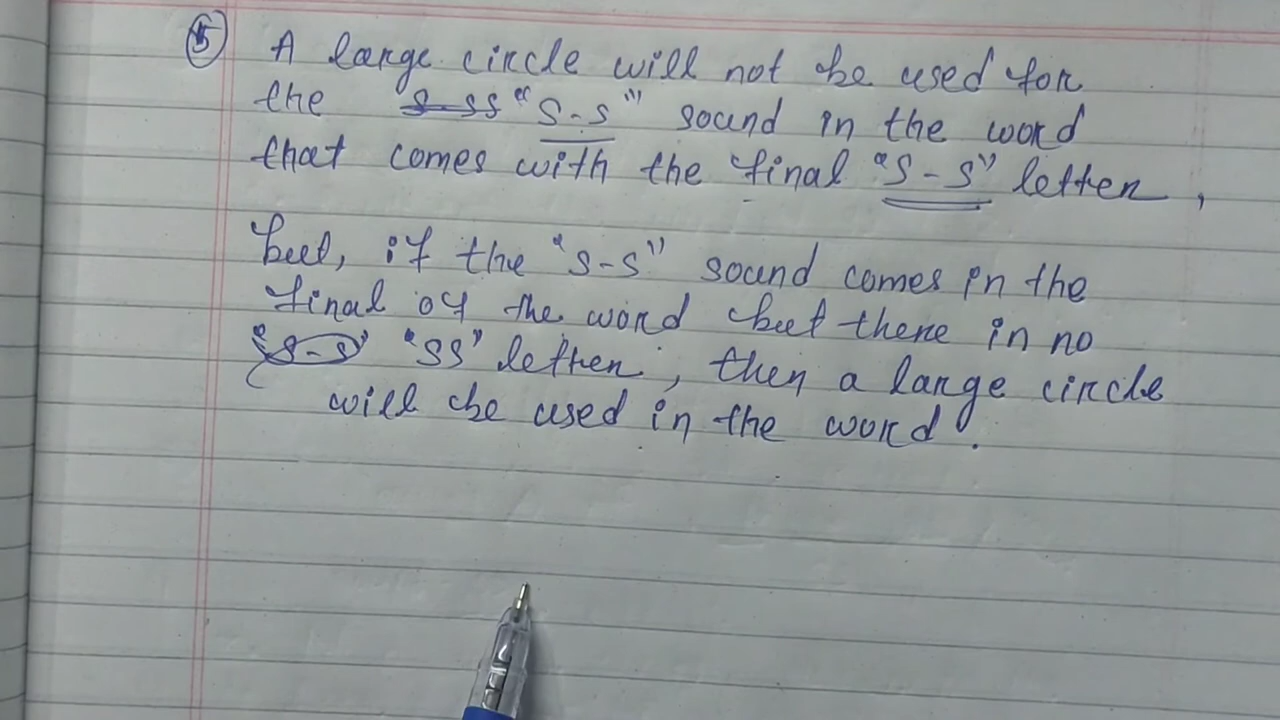 ⑤ A large circle will not be used for
the s-ss "S-s" sound in the word
that comes with the final "S-S" letter,
but, if the "s-s" sound comes in the
final of the word but there in no
"s-s" "ss" letter, then a large circle
will be used in the word.